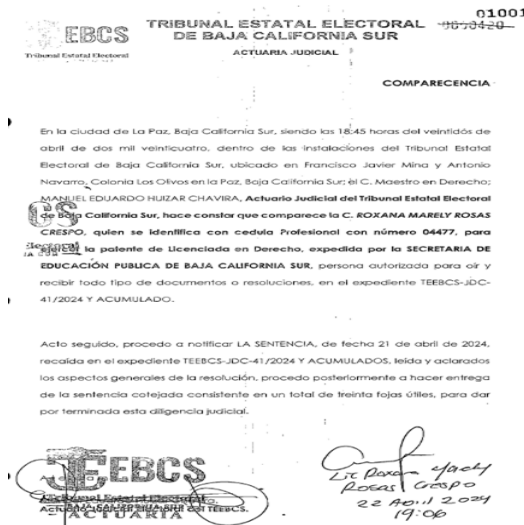 TEEBCS
Tribunal Estatal Electoral
TRIBUNAL ESTATAL ELECTORAL
DE BAJA CALIFORNIA SUR
ACTUARIA JUDICIAL
01001
COMPARECENCIA
En la ciudad de La Paz, Baja California Sur, siendo las 18:45 horas del veintidós de
abril de dos mil veinticuatro, dentro de las instalaciones del Tribunal Estatal
Electoral de Baja California Sur, ubicado en Francisco Javier Mina y Antonio
Navarro, Colonia Los Olivos en la Paz, Baja California Sur; el C. Maestro en Derecho;
MANUEL EDUARDO HUIZAR CHAVIRA, Actuario Judicial del Tribunal Estatal Electoral
de Baja California Sur, hace constar que comparece la C. ROXANA MARELY ROSAS
CRESPO, quien se identifica con cedula Profesional con número 04477, para
ejercer la patente de Licenciada en Derecho, expedida por la SECRETARIA DE
EDUCACIÓN PUBLICA DE BAJA CALIFORNIA SUR, persona autorizada para oir y
recibir todo tipo de documentos o resoluciones, en el expediente TEEBCS-JDC-
41/2024 Y ACUMULADO.
Acto seguido, procedo a notificar LA SENTENCIA, de fecha 21 de abril de 2024,
recaída en el expediente TEEBCS-JDC-41/2024 Y ACUMULADOS, leída y aclarados
los aspectos generales de la resolución, procedo posteriormente a hacer entrega
de la sentencia cotejada consistente en un total de treinta fojas útiles, para dar
por terminada esta diligencia judicial.
TEEBCS
Tribunal Estatal Electoral
Actuario Judicial del TEEBCS.
ACTUARIA
Lic Roxana
Rosas Crespo
22 Abril 2024
19:06